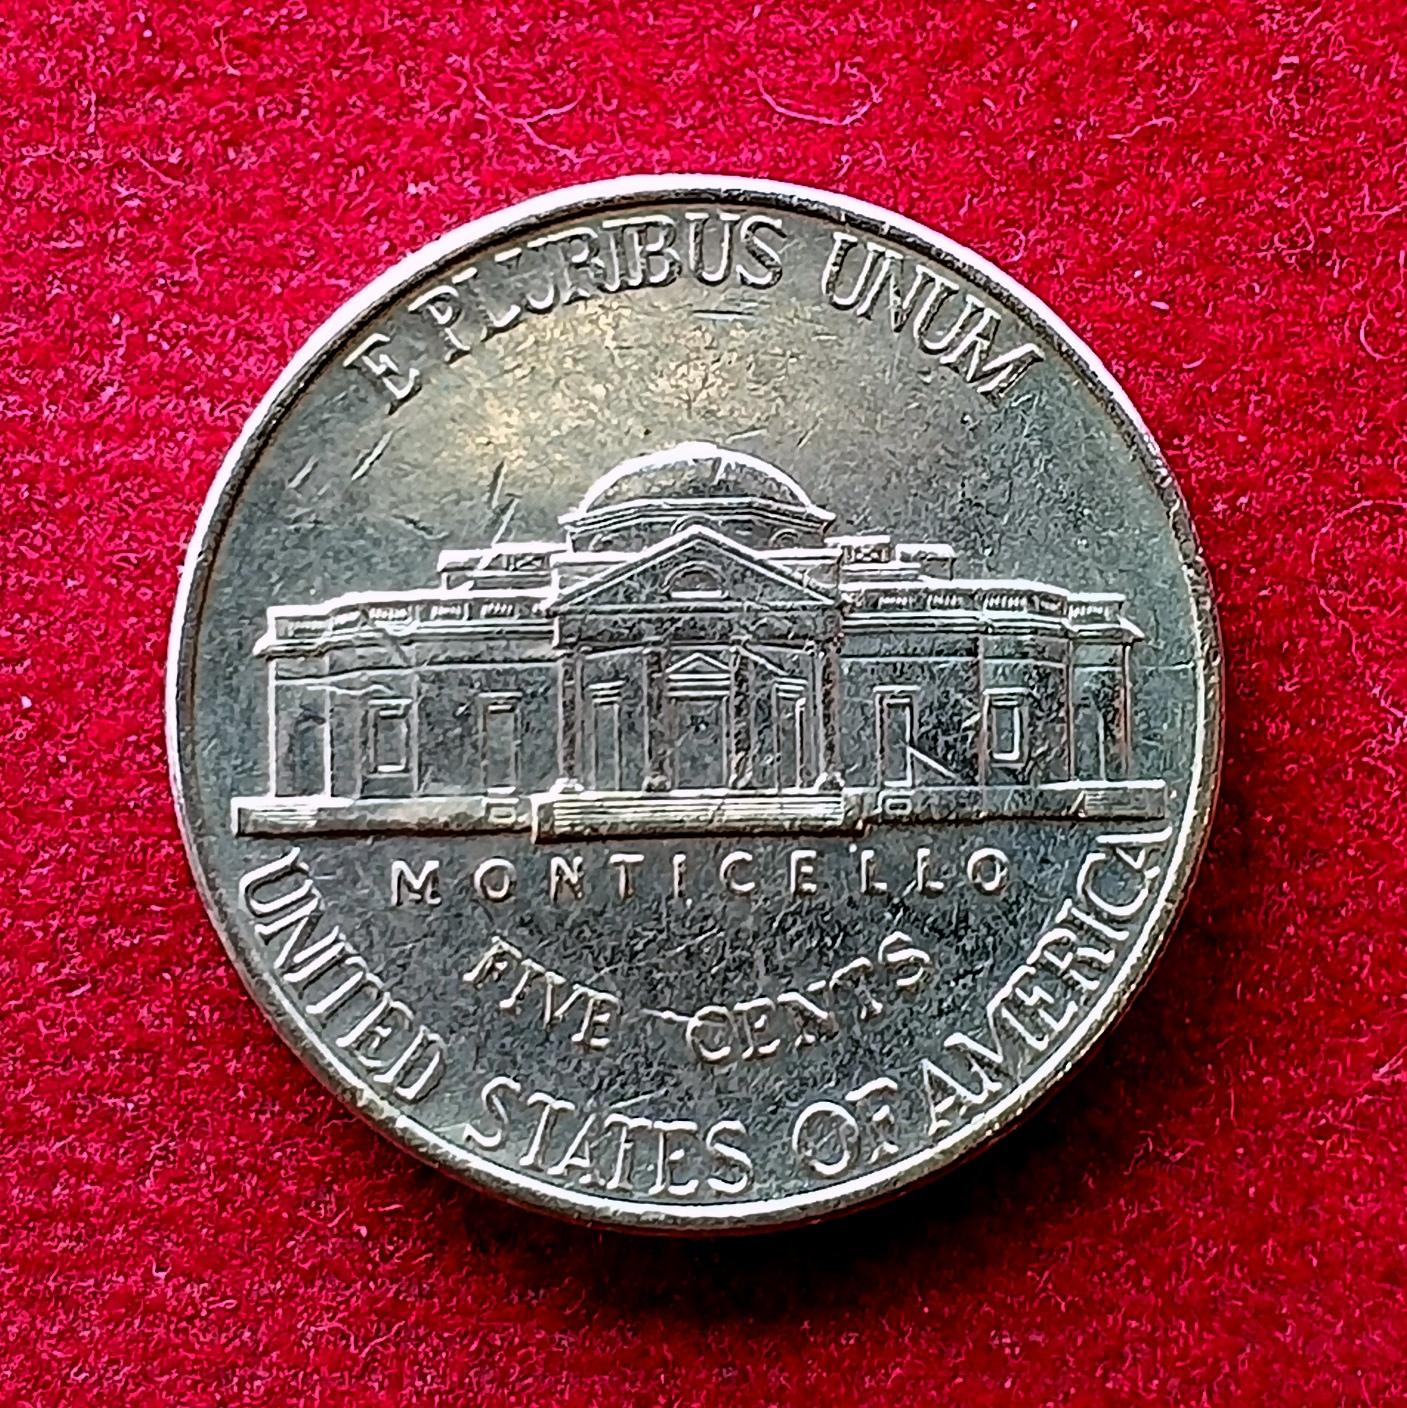 E PLURIBUS UNUM
MONTICELLO
FIVE CENTS
UNITED STATES OF AMERICA